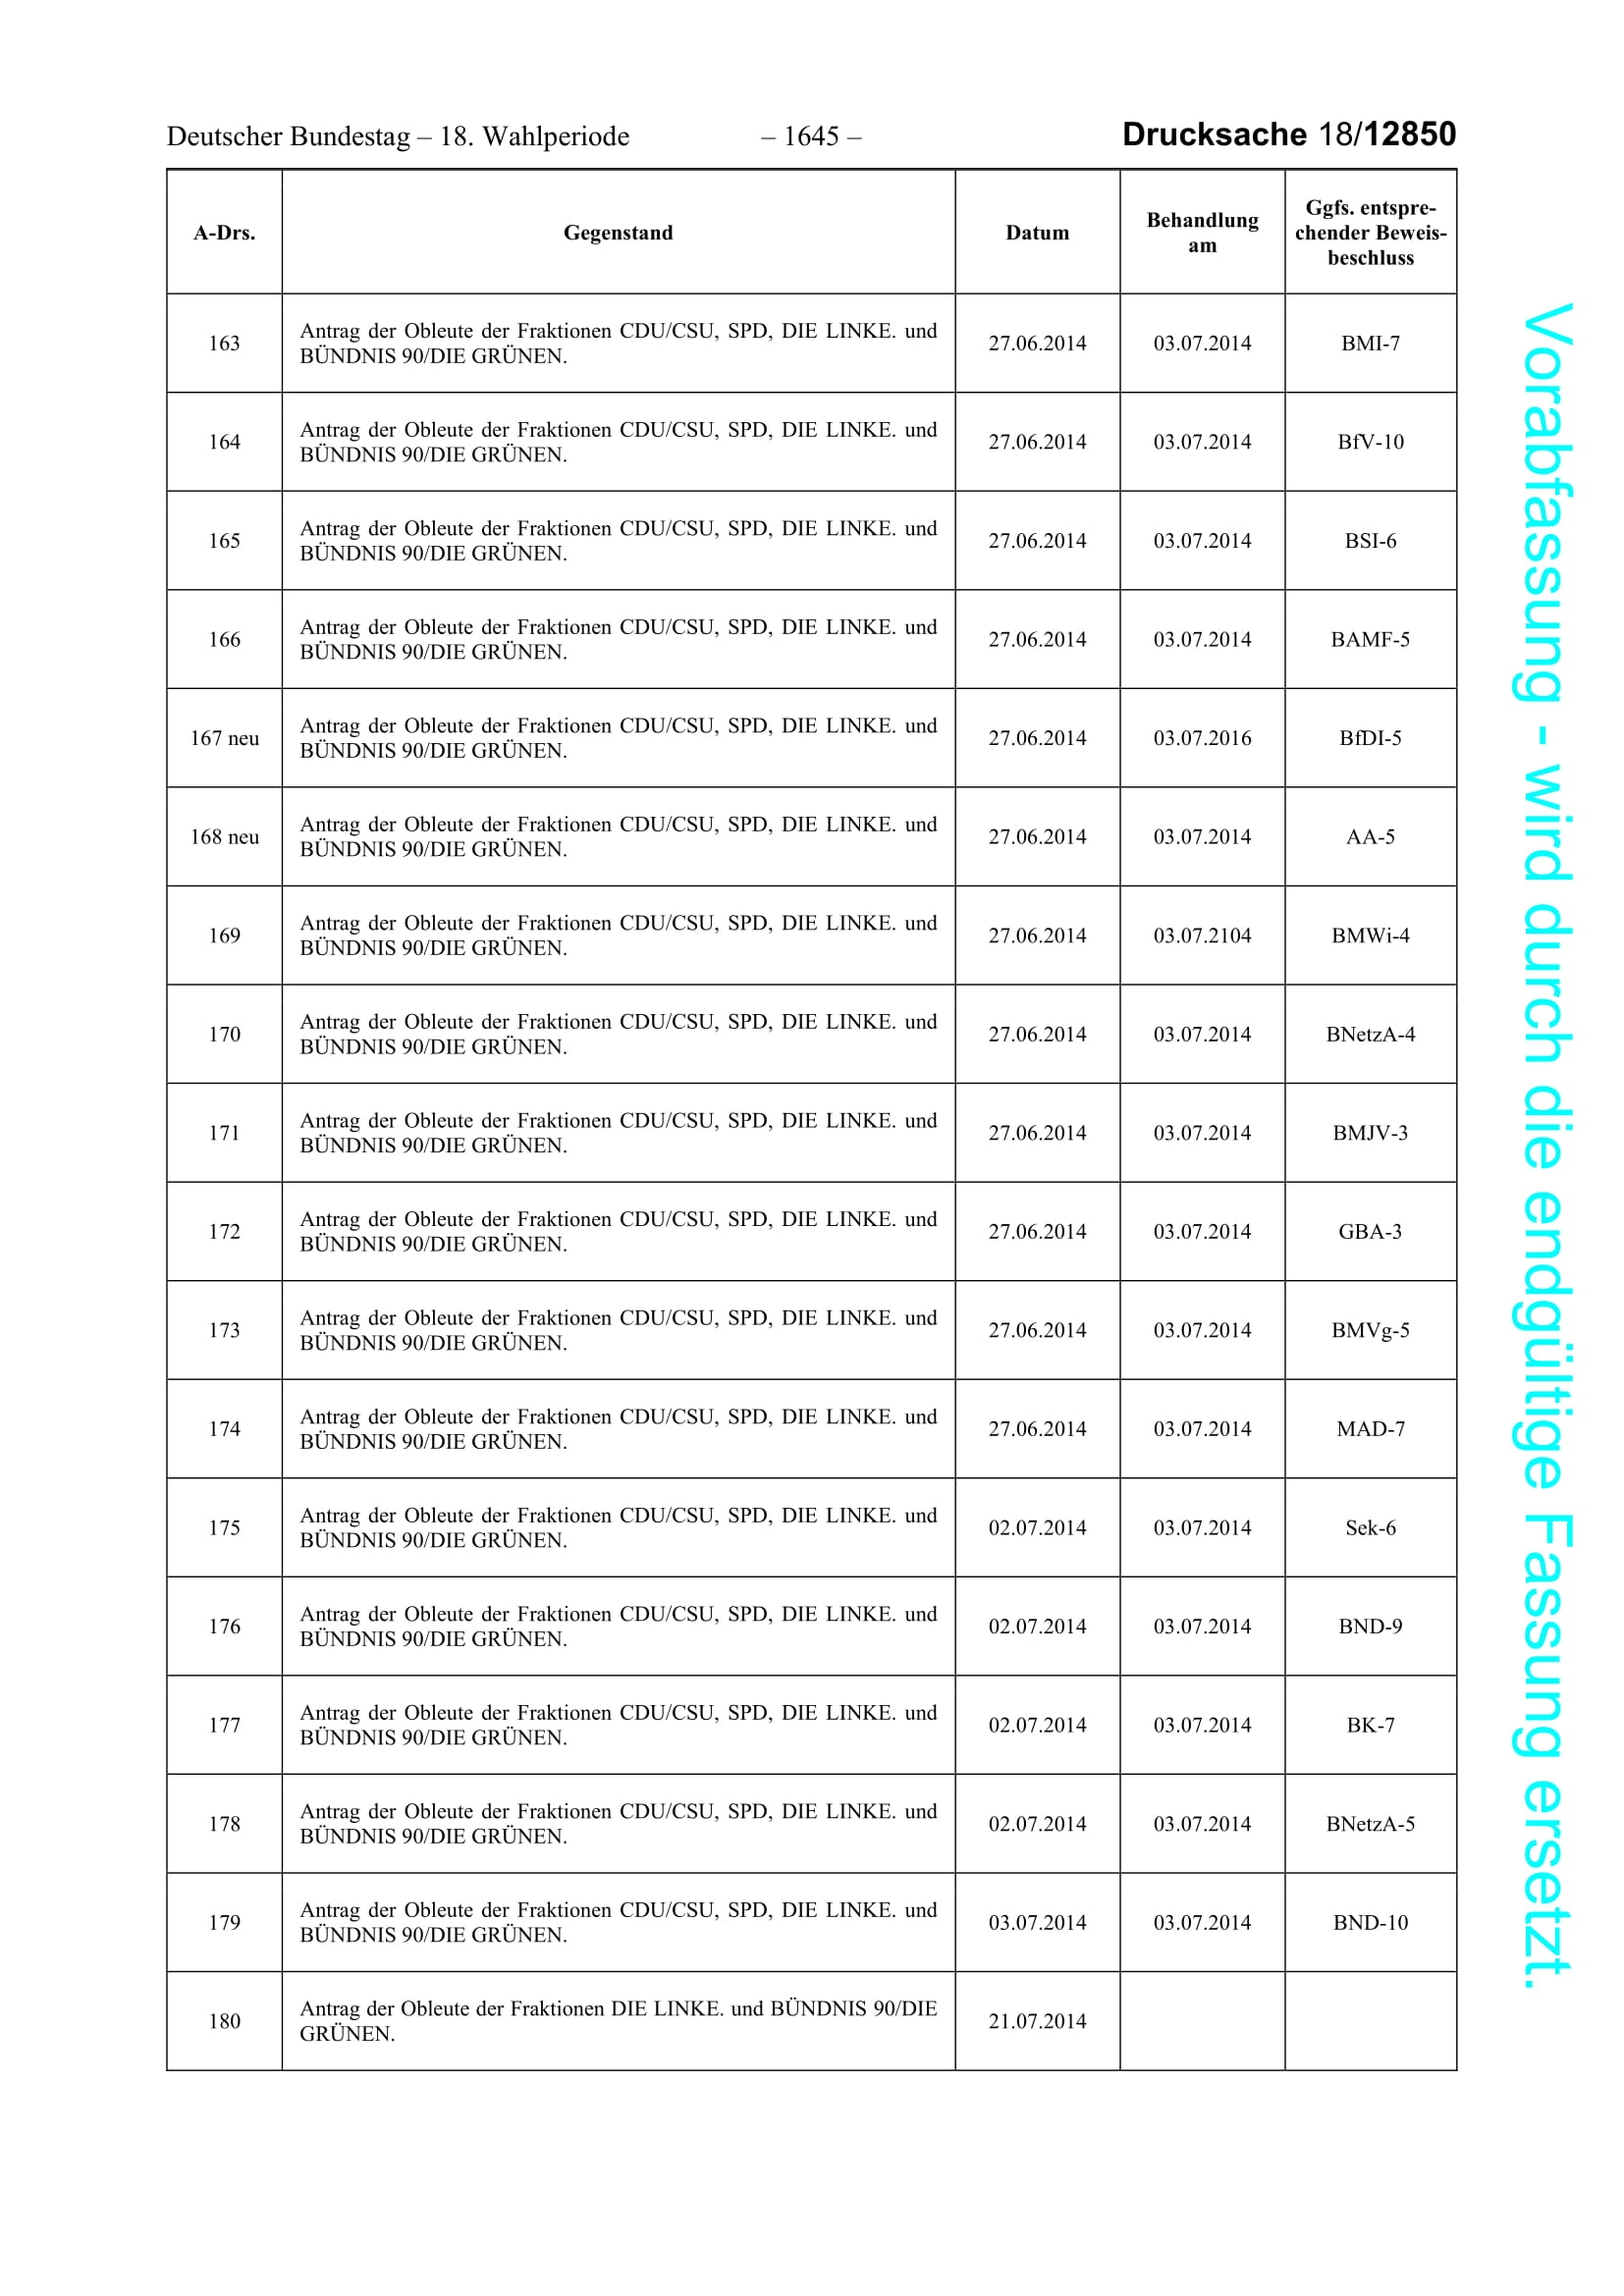 Deutscher Bundestag – 18. Wahlperiode – 1645 – Drucksache 18/12850
A-Drs. Gegenstand Datum Behandlung am Ggfs. entspre-chender Beweis-beschluss
163 Antrag der Obleute der Fraktionen CDU/CSU, SPD, DIE LINKE. und
BÜNDNIS 90/DIE GRÜNEN. 27.06.2014 03.07.2014 BMI-7
164 Antrag der Obleute der Fraktionen CDU/CSU, SPD, DIE LINKE. und
BÜNDNIS 90/DIE GRÜNEN. 27.06.2014 03.07.2014 BfV-10
165 Antrag der Obleute der Fraktionen CDU/CSU, SPD, DIE LINKE. und
BÜNDNIS 90/DIE GRÜNEN. 27.06.2014 03.07.2014 BSI-6
166 Antrag der Obleute der Fraktionen CDU/CSU, SPD, DIE LINKE. und
BÜNDNIS 90/DIE GRÜNEN. 27.06.2014 03.07.2014 BAMF-5
167 neu Antrag der Obleute der Fraktionen CDU/CSU, SPD, DIE LINKE. und
BÜNDNIS 90/DIE GRÜNEN. 27.06.2014 03.07.2016 BfDI-5
168 neu Antrag der Obleute der Fraktionen CDU/CSU, SPD, DIE LINKE. und
BÜNDNIS 90/DIE GRÜNEN. 27.06.2014 03.07.2014 AA-5
169 Antrag der Obleute der Fraktionen CDU/CSU, SPD, DIE LINKE. und
BÜNDNIS 90/DIE GRÜNEN. 27.06.2014 03.07.2104 BMWi-4
170 Antrag der Obleute der Fraktionen CDU/CSU, SPD, DIE LINKE. und
BÜNDNIS 90/DIE GRÜNEN. 27.06.2014 03.07.2014 BNetzA-4
171 Antrag der Obleute der Fraktionen CDU/CSU, SPD, DIE LINKE. und
BÜNDNIS 90/DIE GRÜNEN. 27.06.2014 03.07.2014 BMJV-3
172 Antrag der Obleute der Fraktionen CDU/CSU, SPD, DIE LINKE. und
BÜNDNIS 90/DIE GRÜNEN. 27.06.2014 03.07.2014 GBA-3
173 Antrag der Obleute der Fraktionen CDU/CSU, SPD, DIE LINKE. und
BÜNDNIS 90/DIE GRÜNEN. 27.06.2014 03.07.2014 BMVg-5
174 Antrag der Obleute der Fraktionen CDU/CSU, SPD, DIE LINKE. und
BÜNDNIS 90/DIE GRÜNEN. 27.06.2014 03.07.2014 MAD-7
175 Antrag der Obleute der Fraktionen CDU/CSU, SPD, DIE LINKE. und
BÜNDNIS 90/DIE GRÜNEN. 02.07.2014 03.07.2014 Sek-6
176 Antrag der Obleute der Fraktionen CDU/CSU, SPD, DIE LINKE. und
BÜNDNIS 90/DIE GRÜNEN. 02.07.2014 03.07.2014 BND-9
177 Antrag der Obleute der Fraktionen CDU/CSU, SPD, DIE LINKE. und
BÜNDNIS 90/DIE GRÜNEN. 02.07.2014 03.07.2014 BK-7
178 Antrag der Obleute der Fraktionen CDU/CSU, SPD, DIE LINKE. und
BÜNDNIS 90/DIE GRÜNEN. 02.07.2014 03.07.2014 BNetzA-5
179 Antrag der Obleute der Fraktionen CDU/CSU, SPD, DIE LINKE. und
BÜNDNIS 90/DIE GRÜNEN. 03.07.2014 03.07.2014 BND-10
180 Antrag der Obleute der Fraktionen DIE LINKE. und BÜNDNIS 90/DIE
GRÜNEN. 21.07.2014
Vorabfassung - wird durch die endgültige Fassung ersetzt.